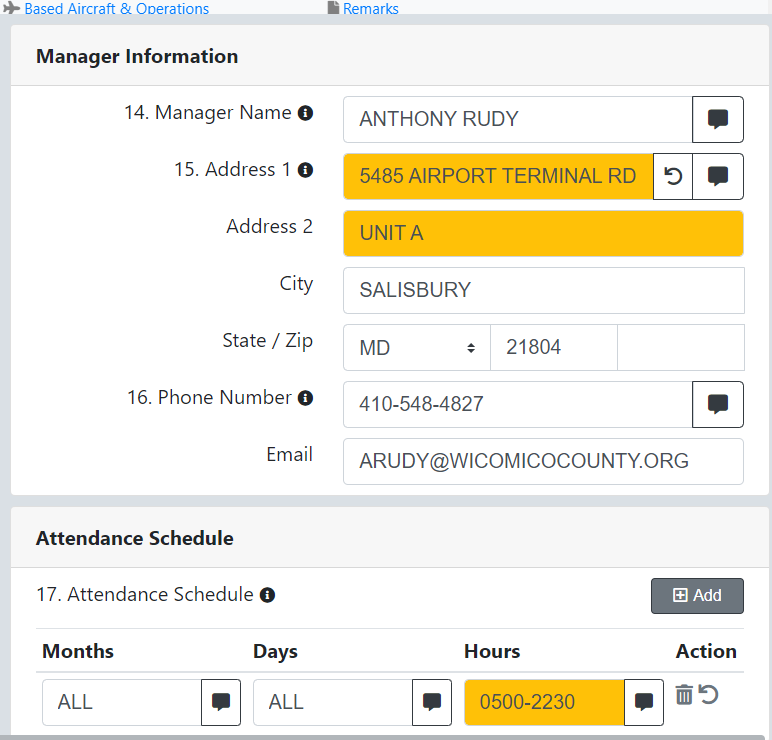 Based Aircraft & Operations Remarks
Manager Information
14. Manager Name ANTHONY RUDY
15. Address 1 5485 AIRPORT TERMINAL RD
Address 2 UNIT A
City SALISBURY
State / Zip MD 21804
16. Phone Number 410-548-4827
Email ARUDY@WICOMICOCOUNTY.ORG
Attendance Schedule
17. Attendance Schedule Add
Months Days Hours Action
ALL ALL 0500-2230